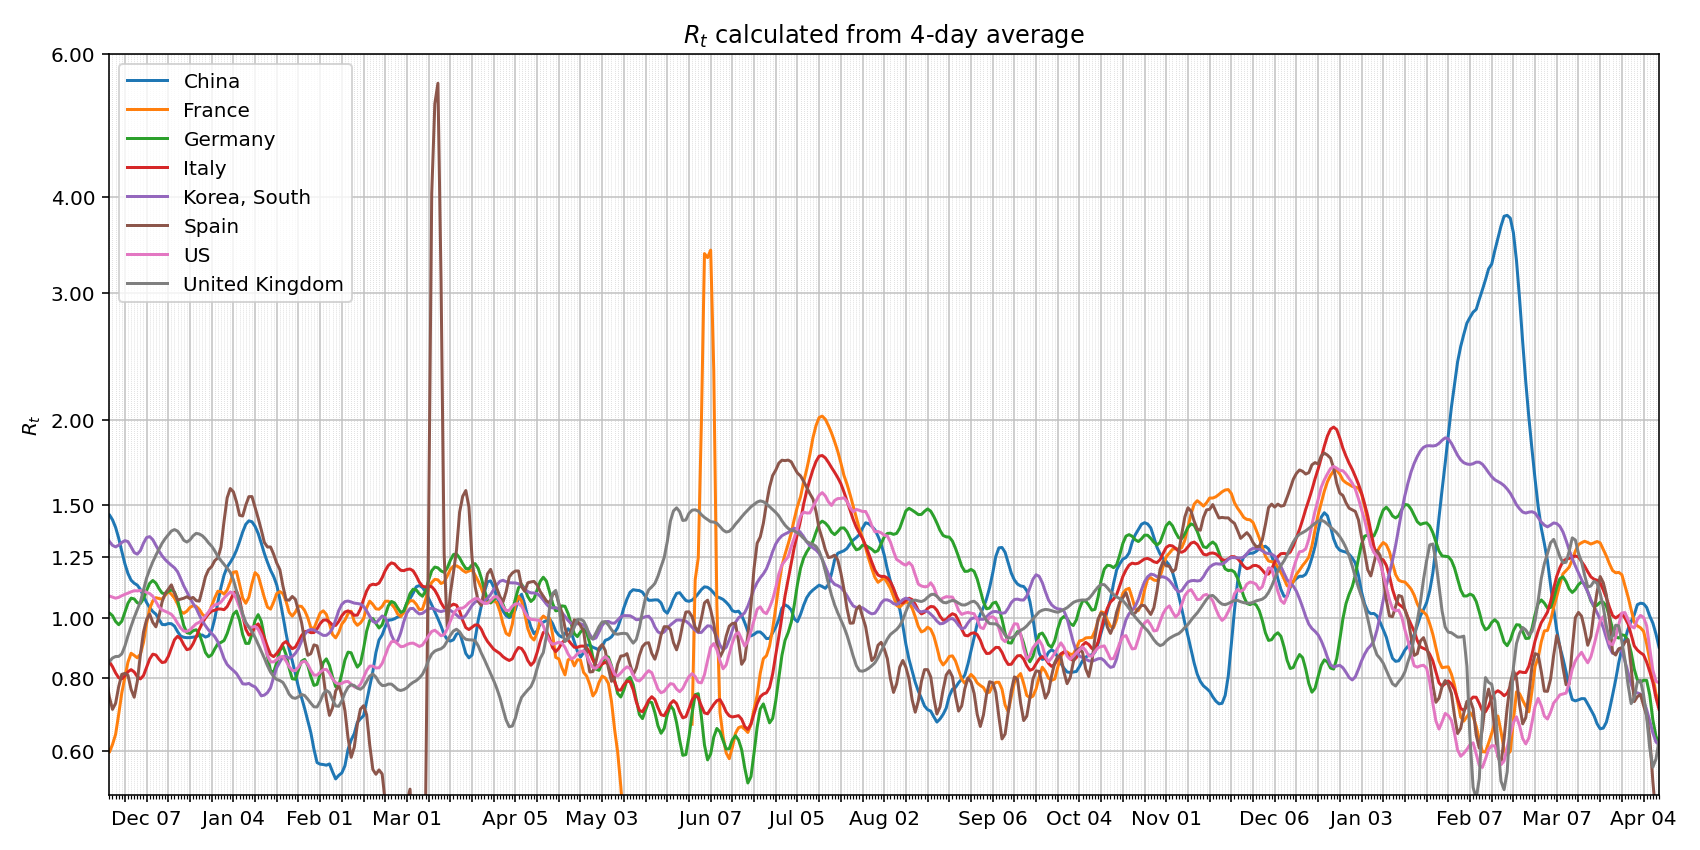 Rt calculated from 4-day average
6.00
4.00
3.00
2.00
1.50
1.25
1.00
0.80
0.60
Rt
China
France
Germany
Italy
Korea, South
Spain
US
United Kingdom
Dec 07 Jan 04 Feb 01 Mar 01 Apr 05 May 03 Jun 07 Jul 05 Aug 02 Sep 06 Oct 04 Nov 01 Dec 06 Jan 03 Feb 07 Mar 07 Apr 04